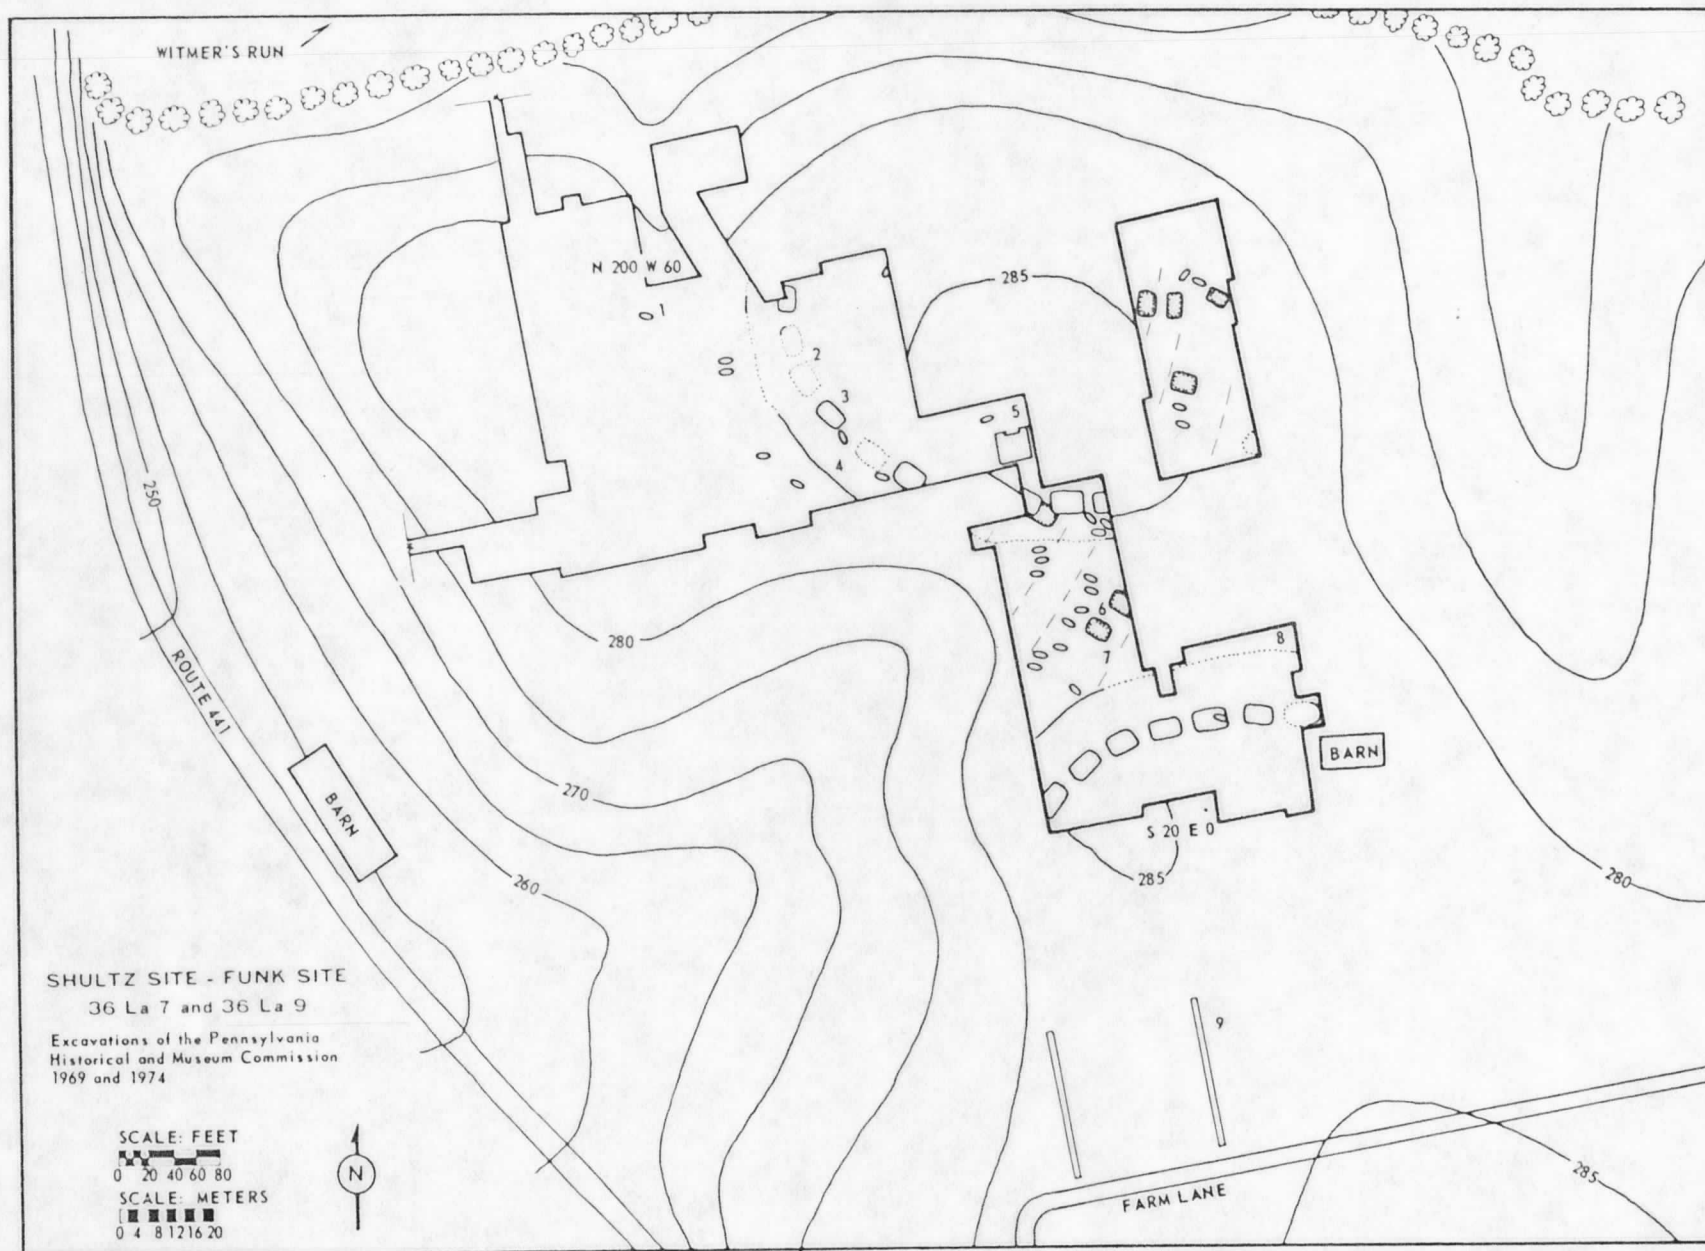 WITMER'S RUN
N 200 W 60
1
2
3
4
5
285
250
280
6
7
8
ROUTE 441
BARN
BARN
270
S 20 E 0
285
260
280
SHULTZ SITE - FUNK SITE
36 La 7 and 36 La 9
Excavations of the Pennsylvania
Historical and Museum Commission
1969 and 1974
9
SCALE: FEET
0 20 40 60 80
SCALE: METERS
0 4 8 12 16 20
N
FARM LANE
285